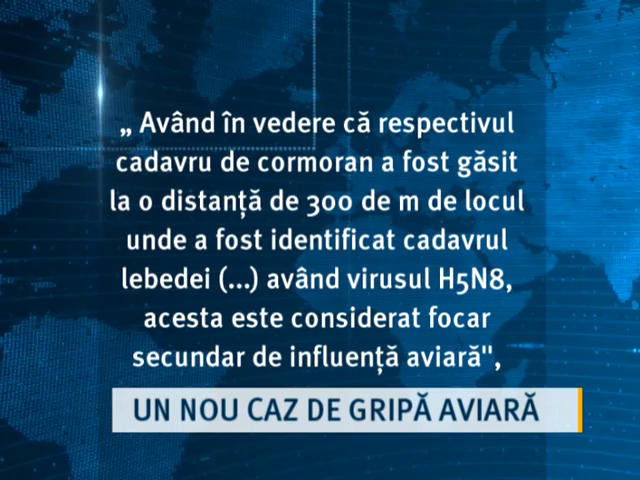 „ Având în vedere că respectivul
cadavru de cormoran a fost găsit
la o distanță de 300 de m de locul
unde a fost identificat cadavrul
lebedei (...) având virusul H5N8,
acesta este considerat focar
secundar de influență aviară",
UN NOU CAZ DE GRIPĂ AVIARĂ